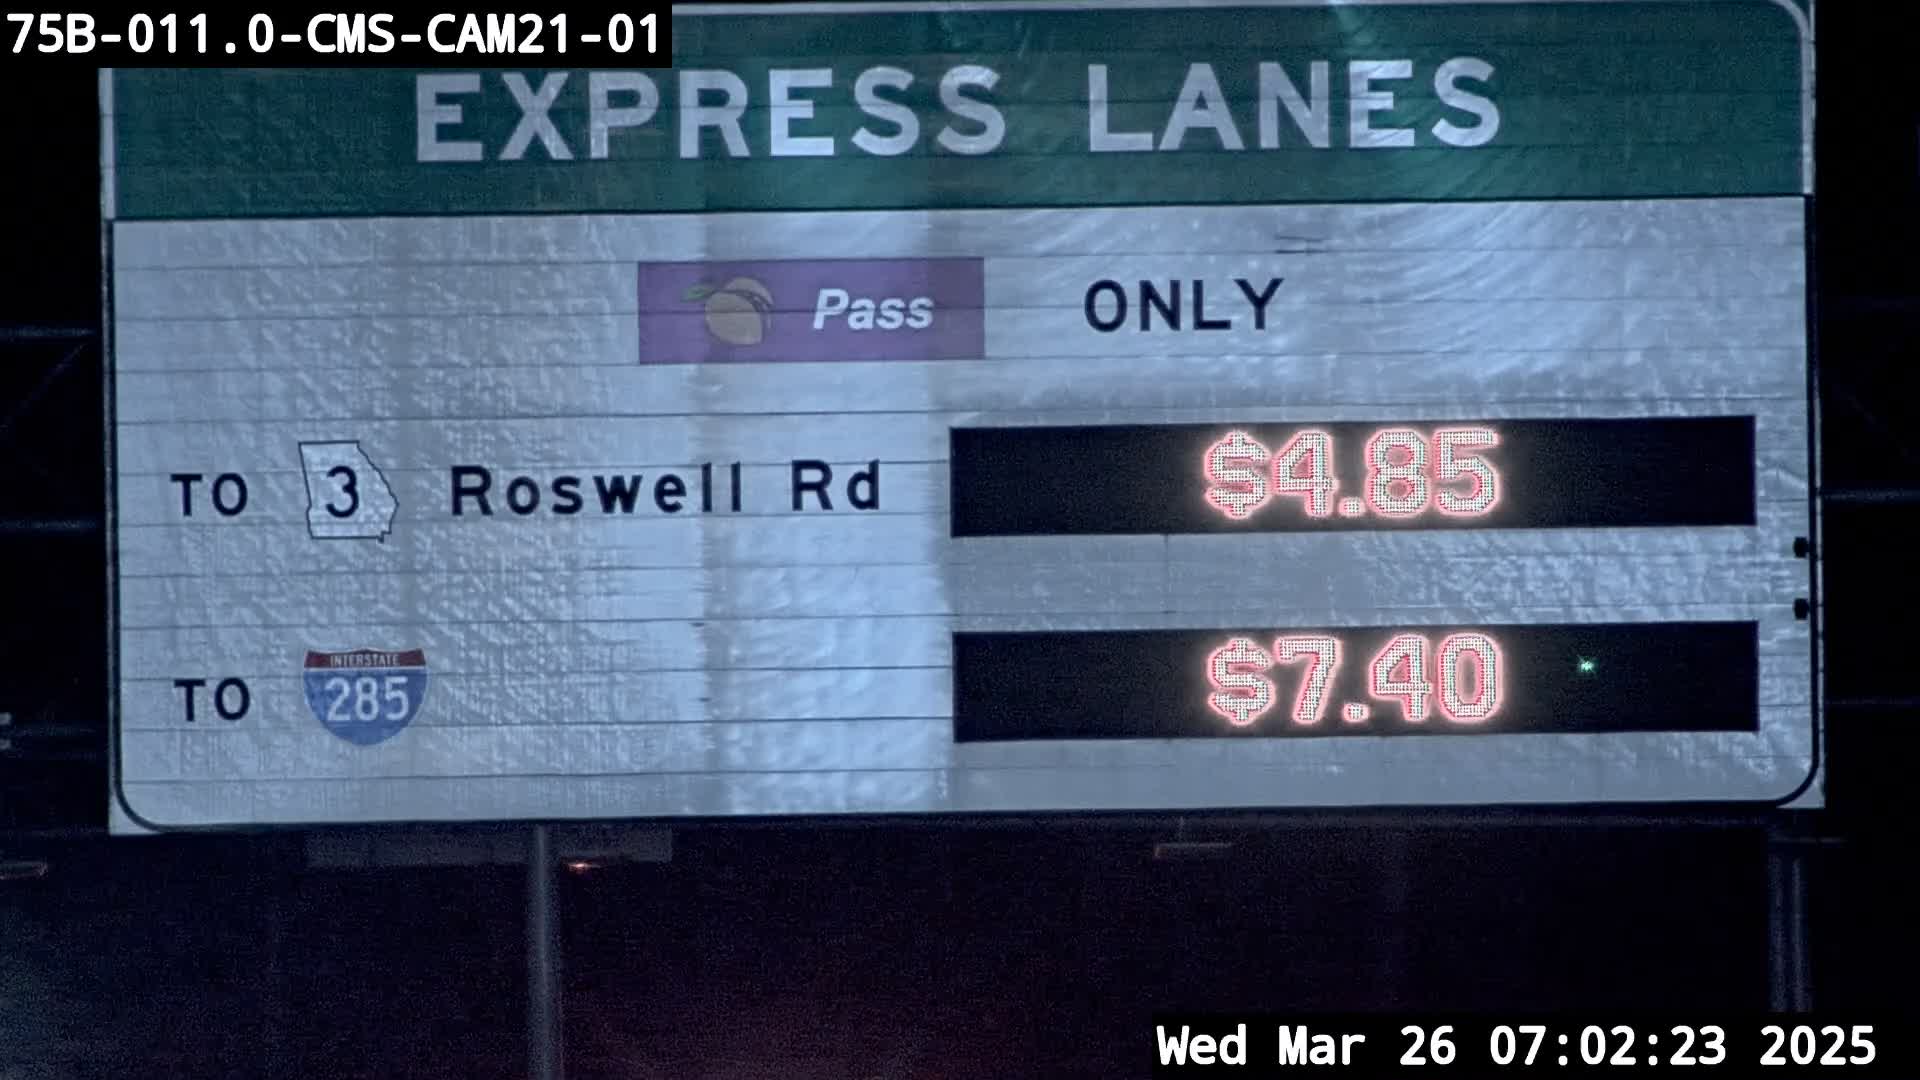 75B-011.0-CMS-CAM21-01
EXPRESS LANES
Pass ONLY
TO 3 Roswell Rd $4.85
TO INTERSTATE 285 $7.40
Wed Mar 26 07:02:23 2025